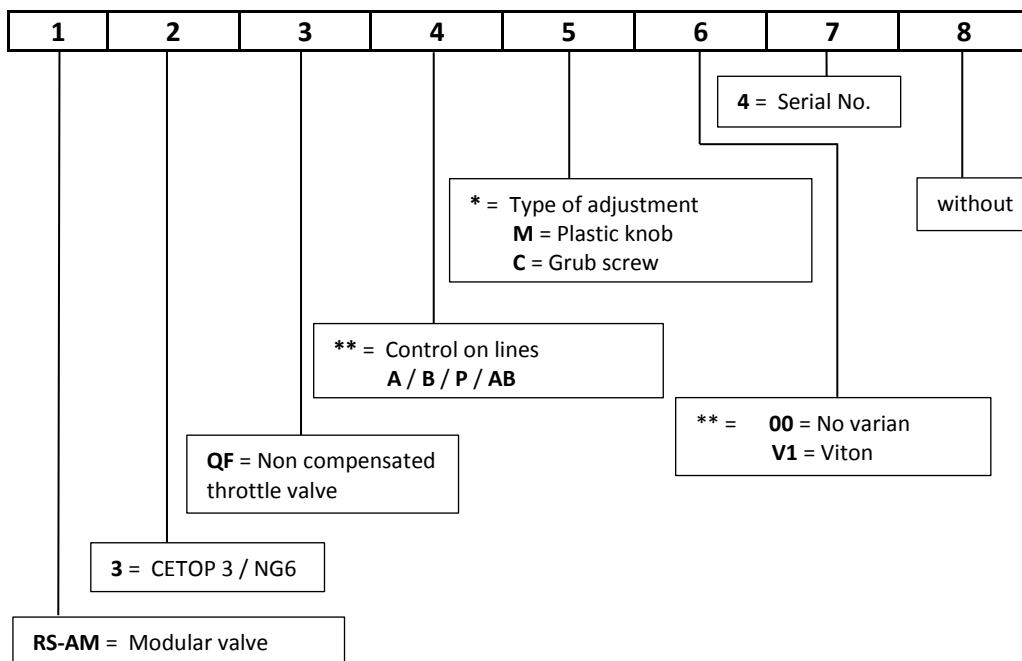 1 2 3 4 5 6 7 8
4 = Serial No.
* = Type of adjustment
M = Plastic knob
C = Grub screw
without
** = Control on lines
A / B / P / AB
** = 00 = No varian
V1 = Viton
QF = Non compensated
throttle valve
3 = CETOP 3 / NG6
RS-AM = Modular valve